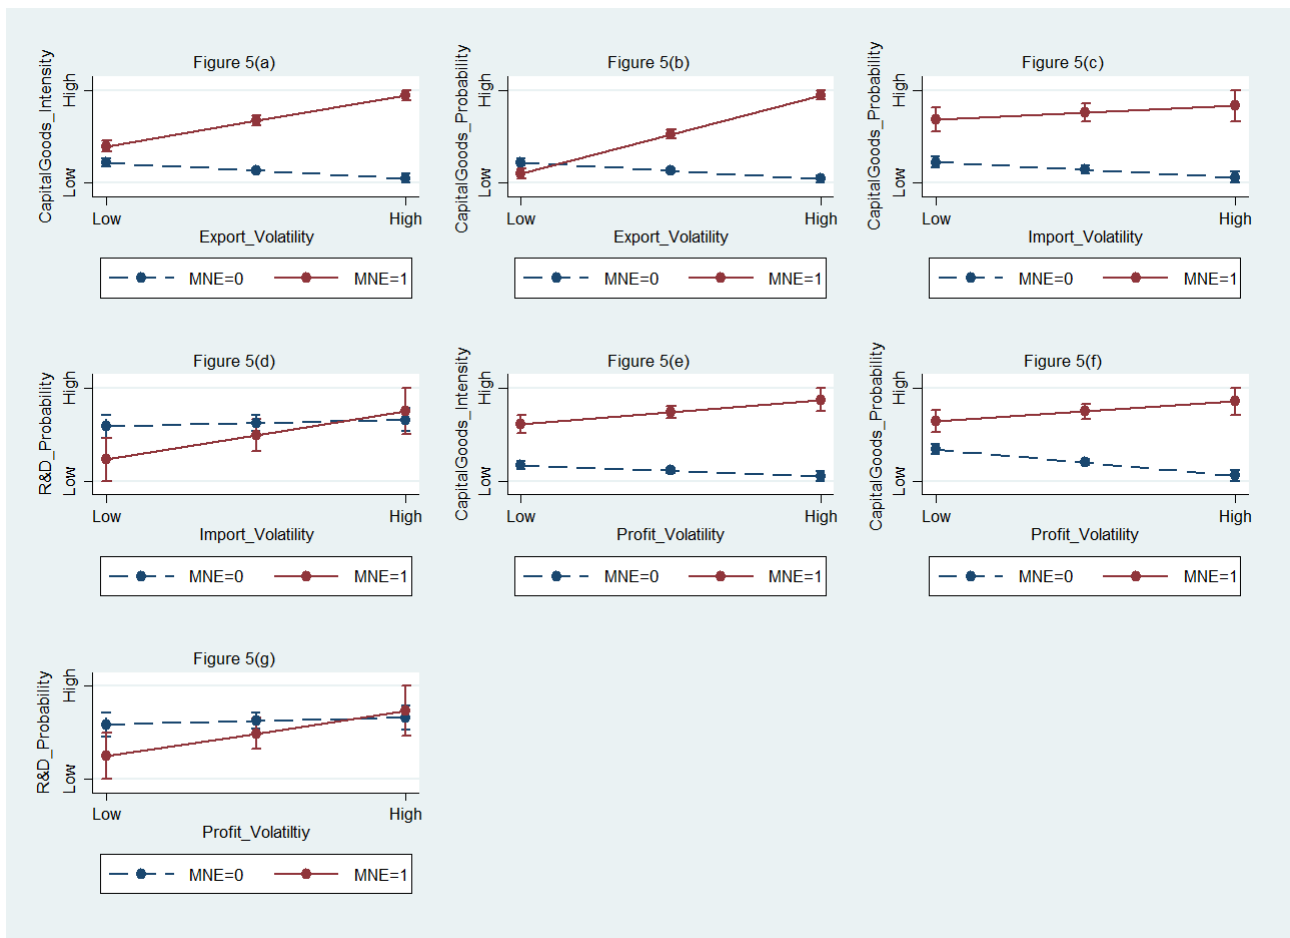 Figure 5(a)
CapitalGoods_Intensity
High
Low
Low High
Export_Volatility
MNE=0 MNE=1
Figure 5(b)
CapitalGoods_Probability
High
Low
Low High
Export_Volatility
MNE=0 MNE=1
Figure 5(c)
CapitalGoods_Probability
High
Low
Low High
Import_Volatility
MNE=0 MNE=1
Figure 5(d)
R&D_Probability
High
Low
Low High
Import_Volatility
MNE=0 MNE=1
Figure 5(e)
CapitalGoods_Intensity
High
Low
Low High
Profit_Volatility
MNE=0 MNE=1
Figure 5(f)
CapitalGoods_Probability
High
Low
Low High
Profit_Volatility
MNE=0 MNE=1
Figure 5(g)
R&D_Probability
High
Low
Low High
Profit_Volatiltiy
MNE=0 MNE=1